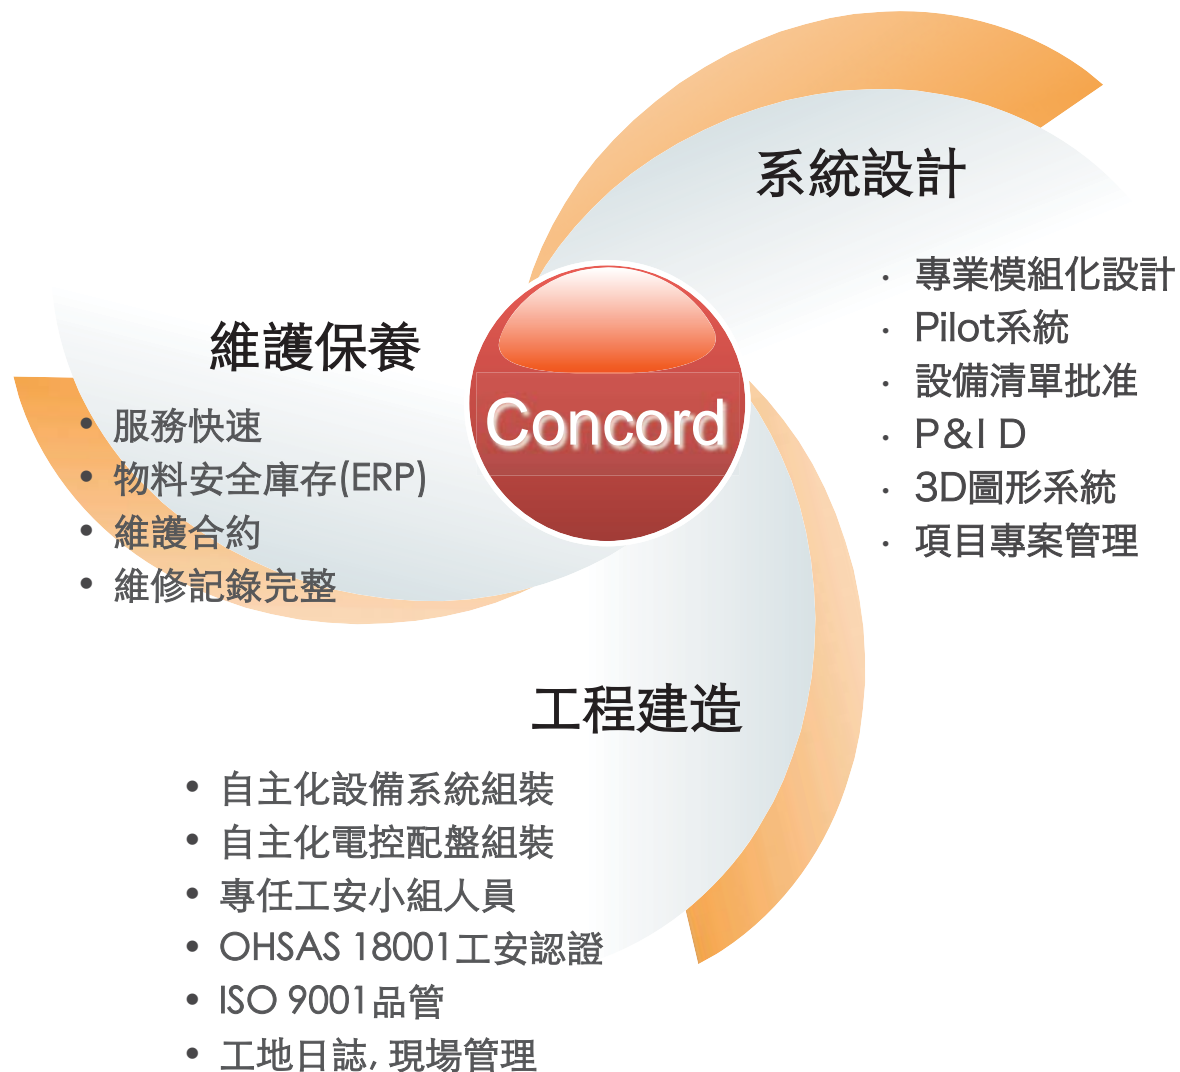 系統設計
· 專業模組化設計
· Pilot系統
· 設備清單批准
· P&I D
· 3D圖形系統
· 項目專案管理
Concord
維護保養
• 服務快速
• 物料安全庫存(ERP)
• 維護合約
• 維修記錄完整
工程建造
• 自主化設備系統組裝
• 自主化電控配盤組裝
• 專任工安小組人員
• OHSAS 18001工安認證
• ISO 9001品管
• 工地日誌, 現場管理